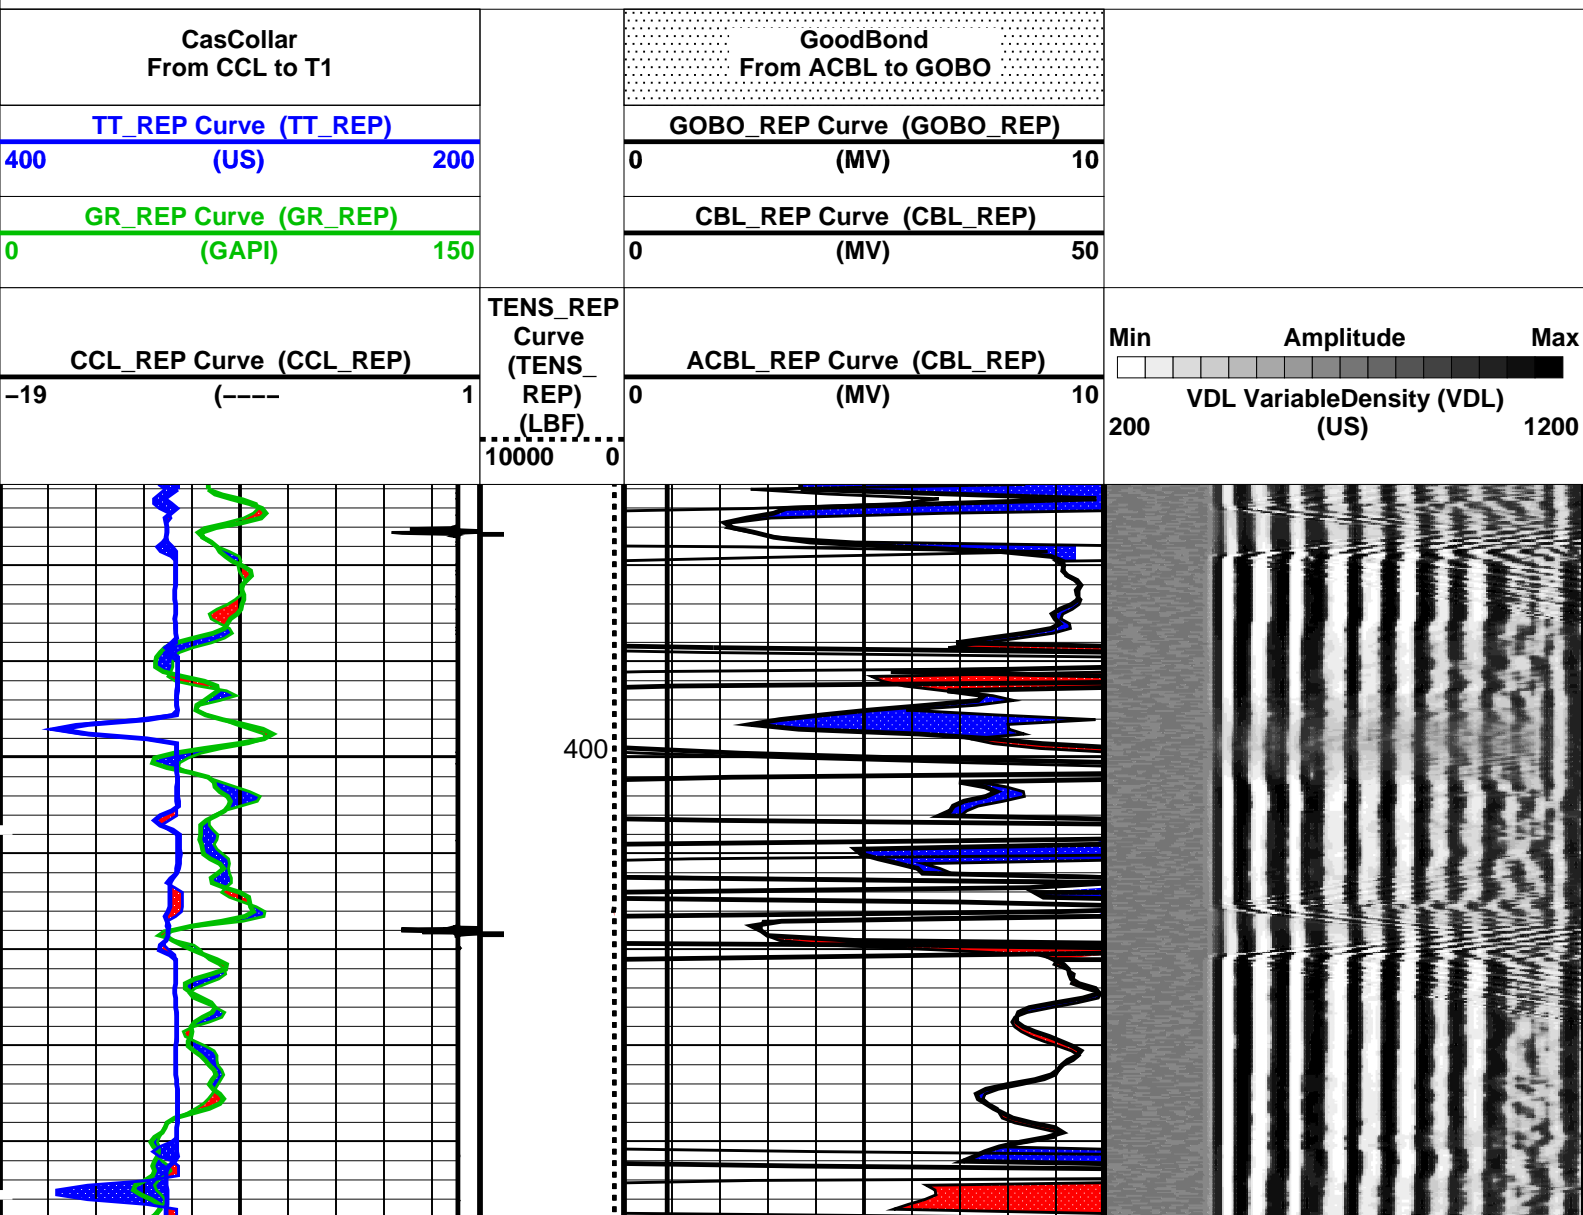 CasCollar
From CCL to T1
GoodBond
From ACBL to GOBO
TT_REP Curve (TT_REP)
400 (US) 200
GOBO_REP Curve (GOBO_REP)
0 (MV) 10
GR_REP Curve (GR_REP)
0 (GAPI) 150
CBL_REP Curve (CBL_REP)
0 (MV) 50
CCL_REP Curve (CCL_REP)
−19 (−−−− 1
TENS_REP
Curve
(TENS_
REP)
(LBF)
10000 0
ACBL_REP Curve (CBL_REP)
0 (MV) 10
Min Amplitude Max
VDL VariableDensity (VDL)
200 (US) 1200
400